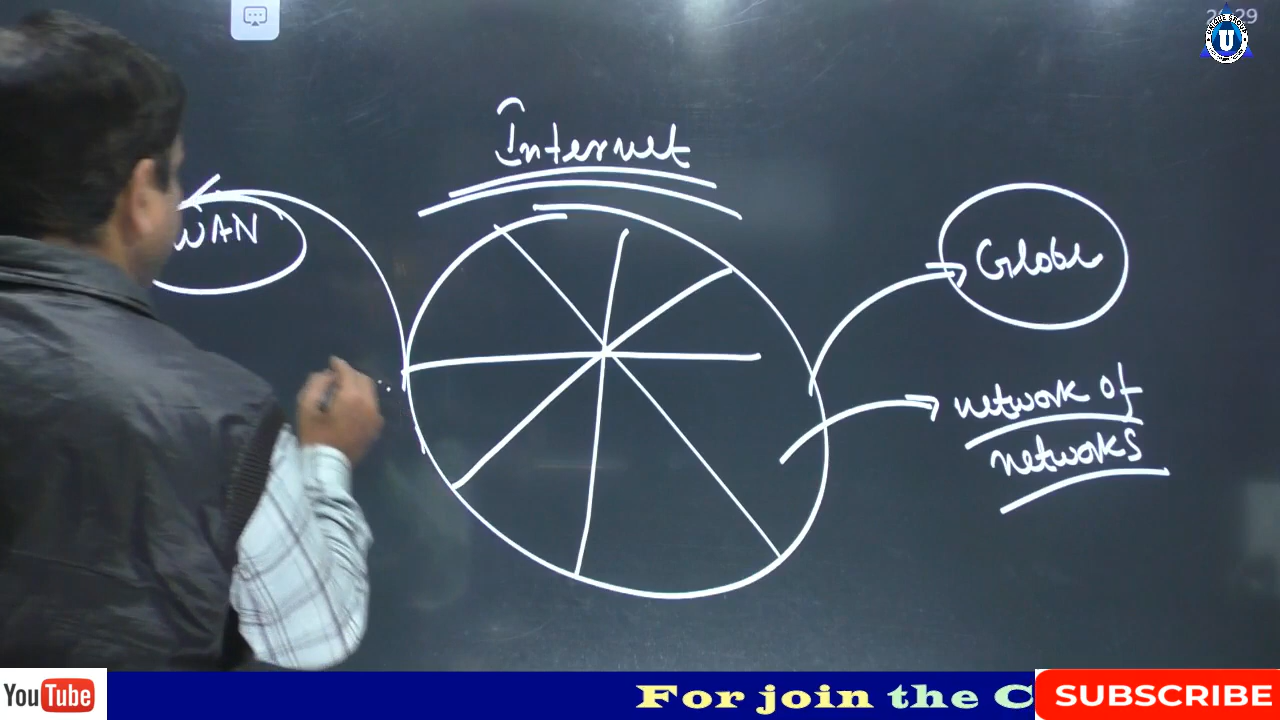 Internet
WAN
Globe
network of
networks
U
YouTube
For join the C
SUBSCRIBE